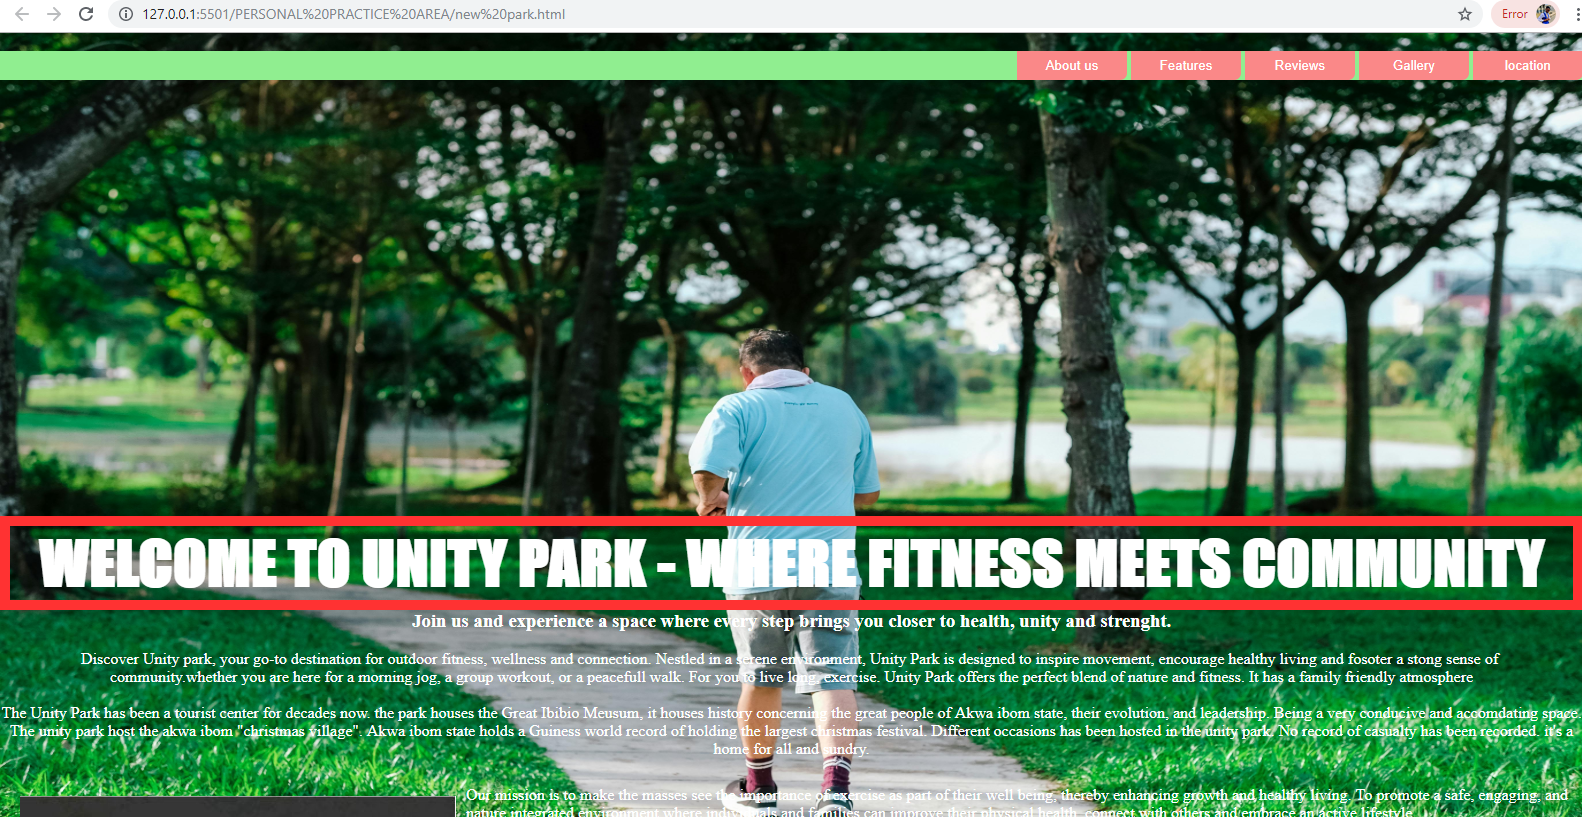 127.0.0.1:5501/PERSONAL%20PRACTICE%20AREA/new%20park.html
Error
About us
Features
Reviews
Gallery
location
WELCOME TO UNITY PARK - WHERE FITNESS MEETS COMMUNITY
Join us and experience a space where every step brings you closer to health, unity and strenght.
Discover Unity park, your go-to destination for outdoor fitness, wellness and connection. Nestled in a serene environment, Unity Park is designed to inspire movement, encourage healthy living and fosoter a stong sense of
community.whether you are here for a morning jog, a group workout, or a peacefull walk. For you to live long, exercise. Unity Park offers the perfect blend of nature and fitness. It has a family friendly atmosphere
The Unity Park has been a tourist center for decades now. the park houses the Great Ibibio Meusum, it houses history concerning the great people of Akwa ibom state, their evolution, and leadership. Being a very conducive and accomdating space.
The unity park host the akwa ibom "christmas village". Akwa ibom state holds a Guiness world record of holding the largest christmas festival. Different occasions has been hosted in the unity park. No record of casualty has been recorded. it's a
home for all and sundry.
Our mission is to make the masses see the importance of exercise as part of their well being, thereby enhancing growth and healthy living. To promote a safe, engaging, and
nature integrated environment where individuals and families can improve their physical health, connect with others and embrace an active lifestyle